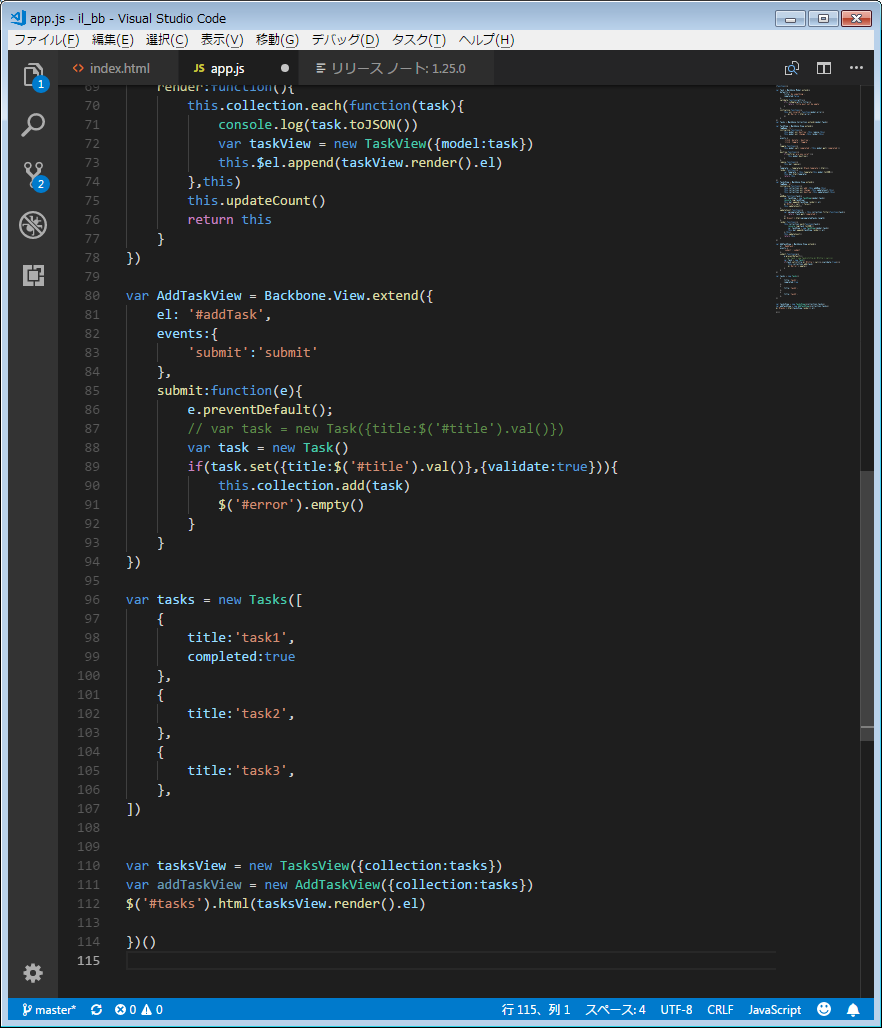 app.js - il_bb - Visual Studio Code
ファイル(F) 編集(E) 選択(C) 表示(V) 移動(G) デバッグ(D) タスク(T) ヘルプ(H)
index.html JS app.js リリース ノート: 1.25.0
1
2
69 render:function(){
70 this.collection.each(function(task){
71 console.log(task.toJSON())
72 var taskView = new TaskView({model:task})
73 this.$el.append(taskView.render().el)
74 },this)
75 this.updateCount()
76 return this
77 }
78 })
79
80 var AddTaskView = Backbone.View.extend({
81 el: '#addTask',
82 events:{
83 'submit':'submit'
84 },
85 submit:function(e){
86 e.preventDefault();
87 // var task = new Task({title:$('#title').val()})
88 var task = new Task()
89 if(task.set({title:$('#title').val()},{validate:true})){
90 this.collection.add(task)
91 $('#error').empty()
92 }
93 }
94 })
95
96 var tasks = new Tasks([
97 {
98 title:'task1',
99 completed:true
100 },
101 {
102 title:'task2',
103 },
104 {
105 title:'task3',
106 },
107 ])
108
109
110 var tasksView = new TasksView({collection:tasks})
111 var addTaskView = new AddTaskView({collection:tasks})
112 $('#tasks').html(tasksView.render().el)
113
114 })()
115
master* 0 0 行 115、列 1 スペース: 4 UTF-8 CRLF JavaScript